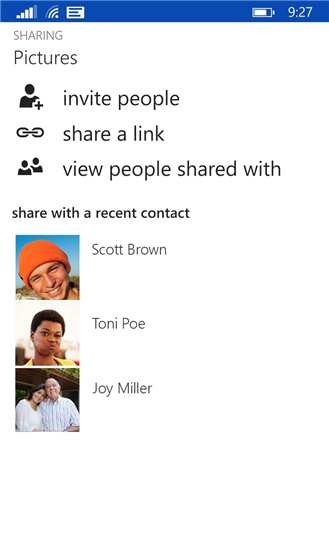 9:27
SHARING
Pictures
invite people
share a link
view people shared with
share with a recent contact
Scott Brown
Toni Poe
Joy Miller